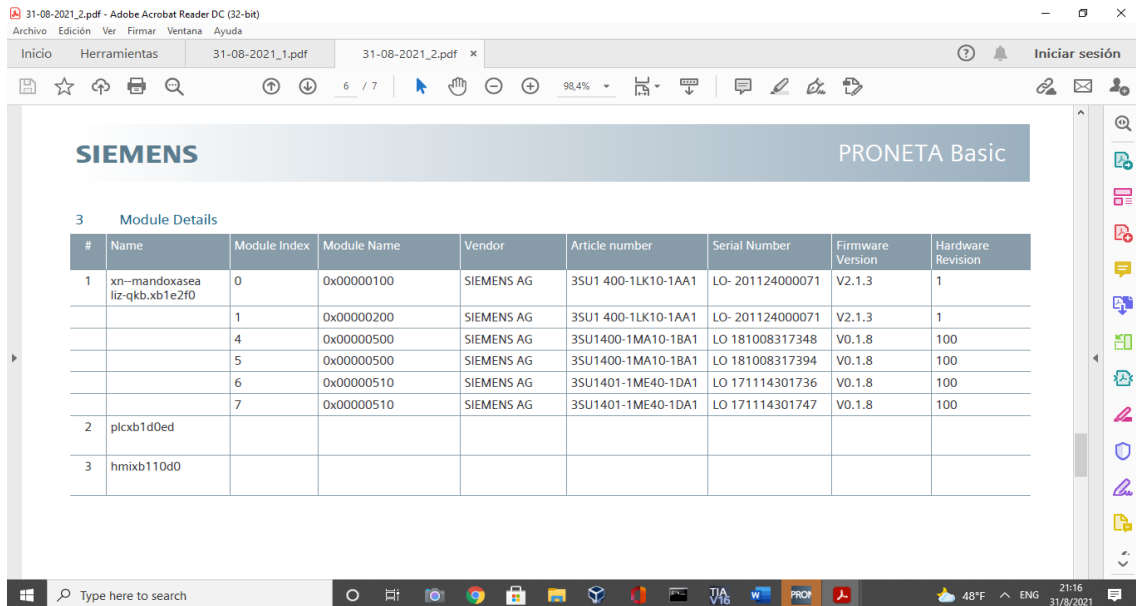 31-08-2021_2.pdf - Adobe Acrobat Reader DC (32-bit)
Archivo Edición Ver Firmar Ventana Ayuda
Inicio Herramientas 31-08-2021_1.pdf 31-08-2021_2.pdf × Iniciar sesión
6 / 7 98,4%
SIEMENS PRONETA Basic
3 Module Details
# Name Module Index Module Name Vendor Article number Serial Number Firmware Version Hardware Revision
1 xn--mandoxasea 0 0x00000100 SIEMENS AG 3SU1 400-1LK10-1AA1 LO- 201124000071 V2.1.3 1
liz-qkb.xb1e2f0
1 0x00000200 SIEMENS AG 3SU1 400-1LK10-1AA1 LO- 201124000071 V2.1.3 1
4 0x00000500 SIEMENS AG 3SU1400-1MA10-1BA1 LO 181008317348 V0.1.8 100
5 0x00000500 SIEMENS AG 3SU1400-1MA10-1BA1 LO 181008317394 V0.1.8 100
6 0x00000510 SIEMENS AG 3SU1401-1ME40-1DA1 LO 171114301736 V0.1.8 100
7 0x00000510 SIEMENS AG 3SU1401-1ME40-1DA1 LO 171114301747 V0.1.8 100
2 plcxb1d0ed
3 hmixb110d0
Type here to search TIA V16 PRON 48°F ENG 21:16
31/8/2021